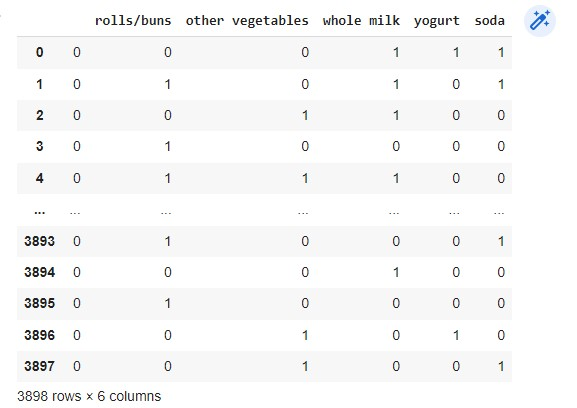 rolls/buns other vegetables whole milk yogurt soda
0 0 0 0 1 1 1
1 0 1 0 1 0 1
2 0 0 1 1 0 0
3 0 1 0 0 0 0
4 0 1 1 1 0 0
... ... ... ... ... ... ...
3893 0 1 0 0 0 1
3894 0 0 0 1 0 0
3895 0 1 0 0 0 0
3896 0 0 1 0 1 0
3897 0 0 1 0 0 1
3898 rows × 6 columns